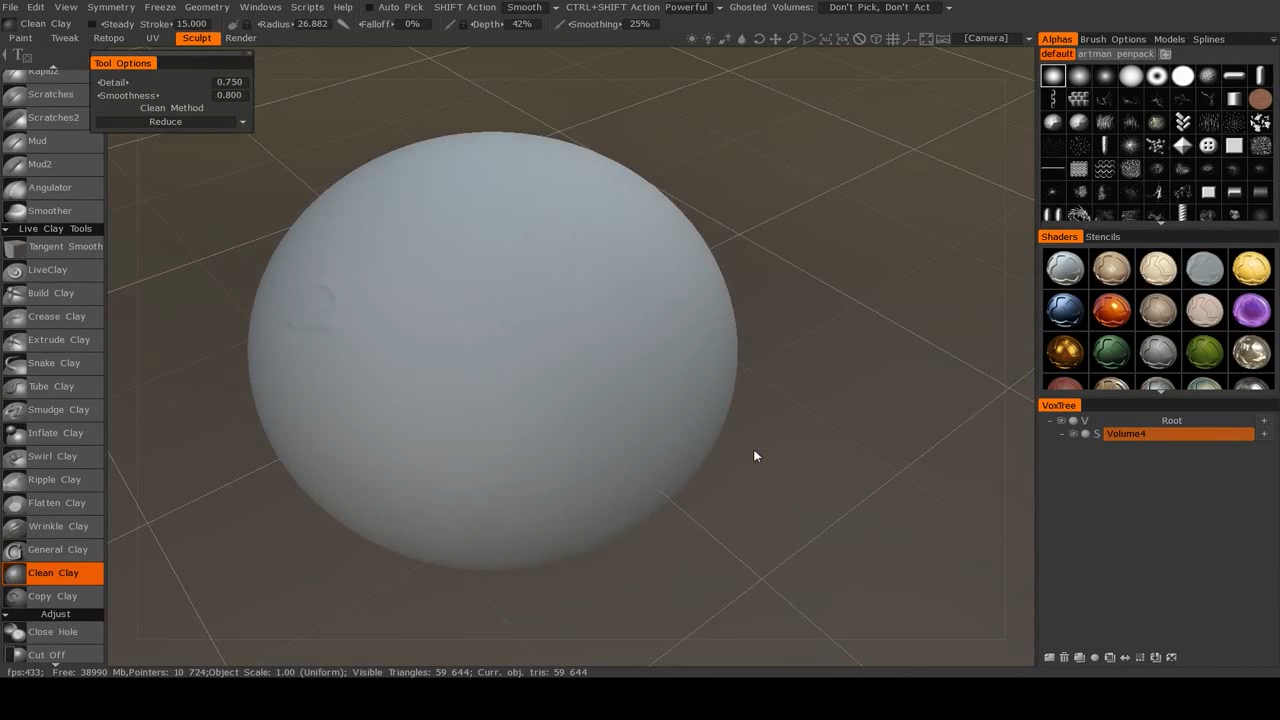 File Edit View Symmetry Freeze Geometry Windows Scripts Help Auto Pick SHIFT Action Smooth CTRL+SHIFT Action Powerful Ghosted Volumes: Don't Pick, Don't Act
Clean Clay Steady Stroke 15.000 Radius 26.882 Falloff 0% Depth 42% Smoothing 25%
Paint Tweak Retopo UV Sculpt Render [Camera]
Alphas Brush Options Models Splines
default artman penpack
Tool Options
Detail 0.750
Smoothness 0.800
Clean Method
Reduce
Rapid2
Scratches
Scratches2
Mud
Mud2
Angulator
Smoother
Live Clay Tools
Tangent Smooth
LiveClay
Build Clay
Crease Clay
Extrude Clay
Snake Clay
Tube Clay
Smudge Clay
Inflate Clay
Swirl Clay
Ripple Clay
Flatten Clay
Wrinkle Clay
General Clay
Clean Clay
Copy Clay
Adjust
Close Hole
Cut Off
Shaders Stencils
VoxTree
V Root +
S Volume4 +
fps:433; Free: 38990 Mb,Pointers: 10 724;Object Scale: 1.00 (Uniform); Visible Triangles: 59 644; Curr. obj. tris: 59 644